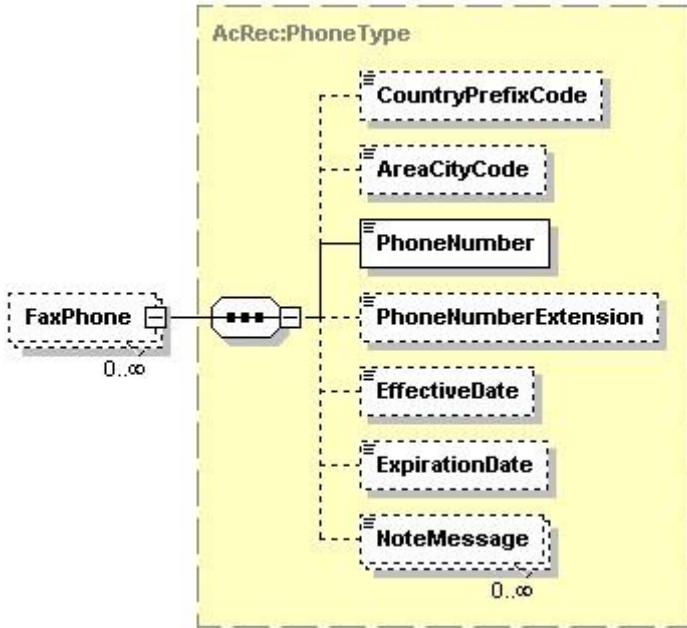 AcRec:PhoneType
CountryPrefixCode
AreaCityCode
PhoneNumber
FaxPhone
0..∞
PhoneNumberExtension
EffectiveDate
ExpirationDate
NoteMessage
0..∞